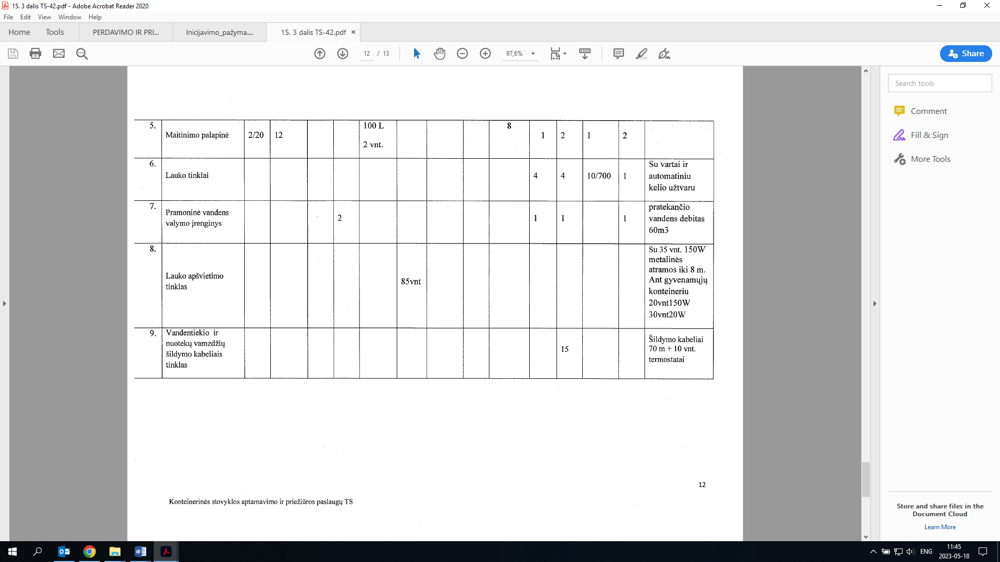 15. 3 dalis TS-42.pdf - Adobe Acrobat Reader 2020
File Edit View Window Help
Home Tools PERDAVIMO IR PRI... Inicijavimo_pažyma.... 15. 3 dalis TS-42.pdf ×
12 / 13 97,6% Share
Search tools
Comment
Fill & Sign
More Tools
5. Maitinimo palapinė 2/20 12 100 L 8 1 2 1 2
2 vnt.
6. Lauko tinklai 4 4 10/700 1 Su vartai ir
automatiniu
kelio užtvaru
7. Pramoninė vandens 2 1 1 1 pratekančio
valymo įrenginys vandens debitas
60m3
8. Lauko apšvietimo 85vnt Su 35 vnt. 150W
tinklas metalinės
atramos iki 8 m.
Ant gyvenamųjų
konteineriu
20vnt150W
30vnt20W
9. Vandentiekio ir 15 Šildymo kabeliai
nuotekų vamzdžių 70 m + 10 vnt.
šildymo kabeliais termostatai
tinklas
12
Konteinerinės stovyklos aptarnavimo ir priežiūros paslaugų TS
Store and share files in the
Document Cloud
Learn More
ENG 11:45
2023-05-18